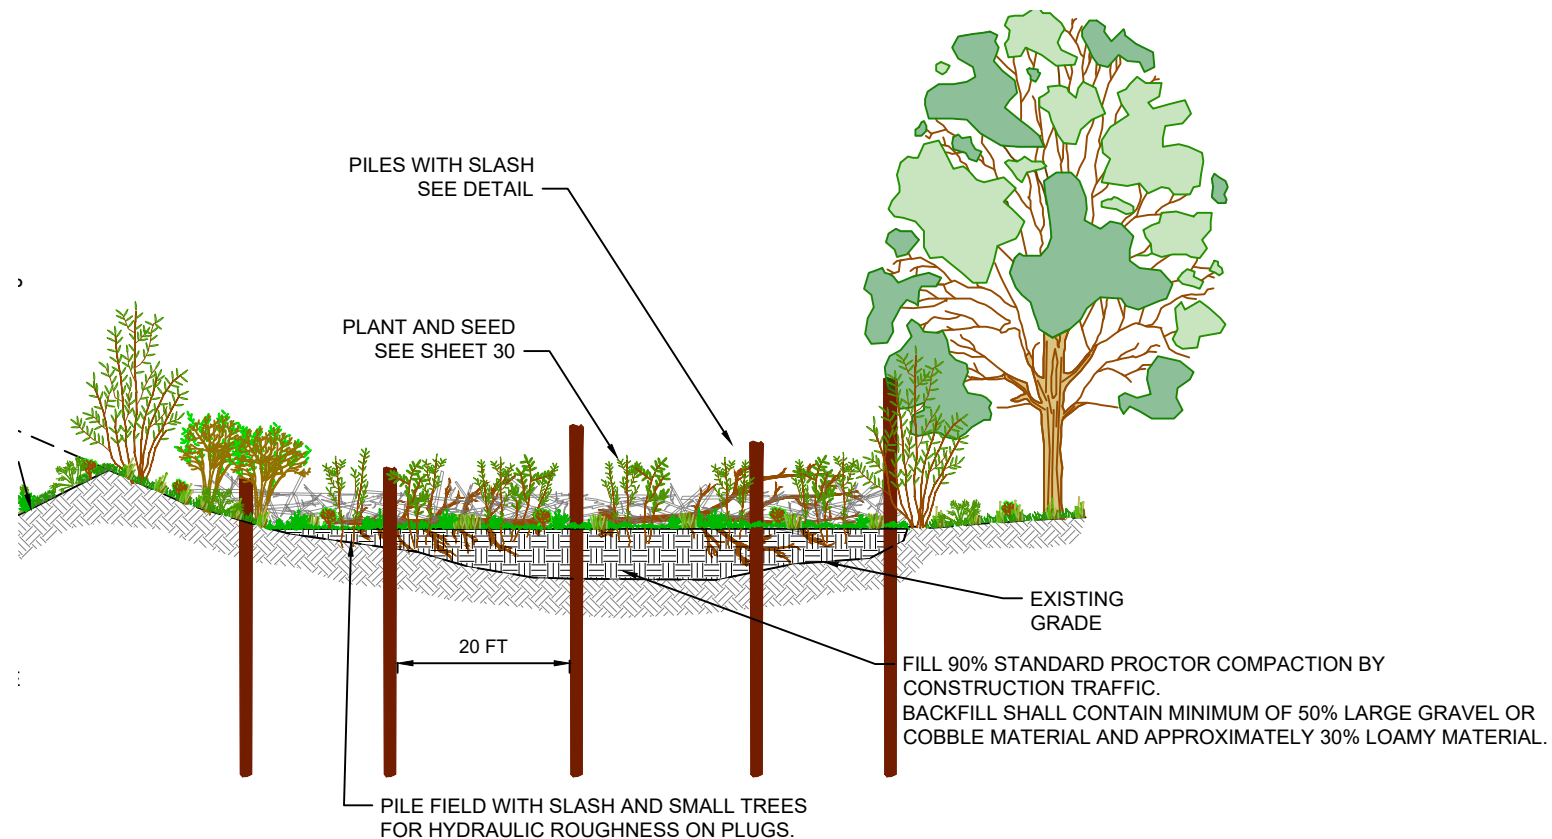 PILES WITH SLASH
SEE DETAIL
PLANT AND SEED
SEE SHEET 30
20 FT
EXISTING
GRADE
FILL 90% STANDARD PROCTOR COMPACTION BY
CONSTRUCTION TRAFFIC.
BACKFILL SHALL CONTAIN MINIMUM OF 50% LARGE GRAVEL OR
COBBLE MATERIAL AND APPROXIMATELY 30% LOAMY MATERIAL.
PILE FIELD WITH SLASH AND SMALL TREES
FOR HYDRAULIC ROUGHNESS ON PLUGS.